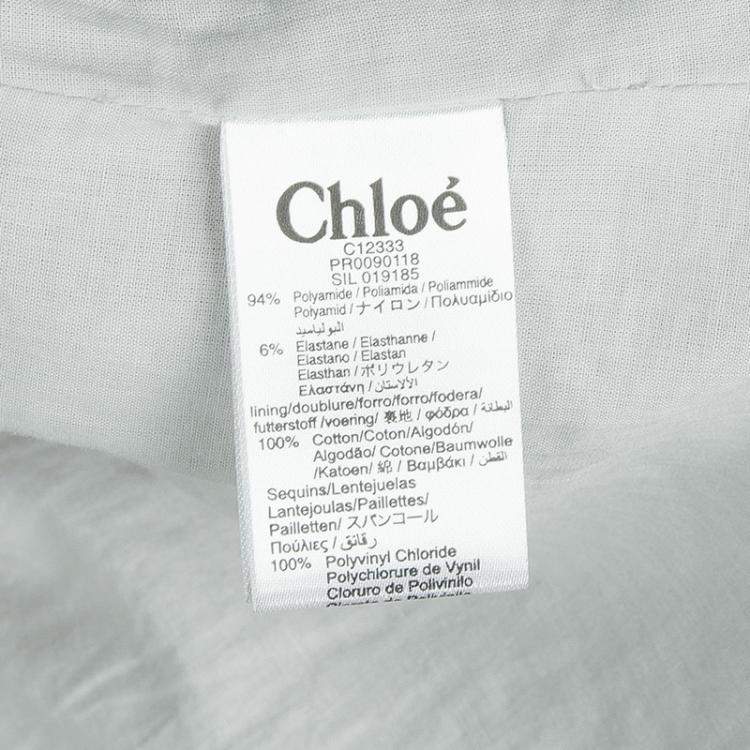 Chloé
C12333
PR0090118
SIL 019185
94% Polyamide / Poliamida / Poliammide
Polyamid / ナイロン / Πολυαμίδιο
البولياميد
6% Elastane / Elasthanne /
Elastano / Elastan
Elasthan / ポリウレタン
Ελαστάνη / الألاستان
lining/doublure/forro/forro/fodera/
futterstoff /voering/ 裏地 / φόδρα / البطانة
100% Cotton/Coton/Algodón/
Algodão/ Cotone/Baumwolle
/Katoen/ 綿 / Βαμβάκι / القطن
Sequins/Lentejuelas
Lantejoulas/Paillettes/
Pailletten/ スパンコール
Πούλιες / رقائق
100% Polyvinyl Chloride
Polychlorure de Vynil
Cloruro de Polivinilo